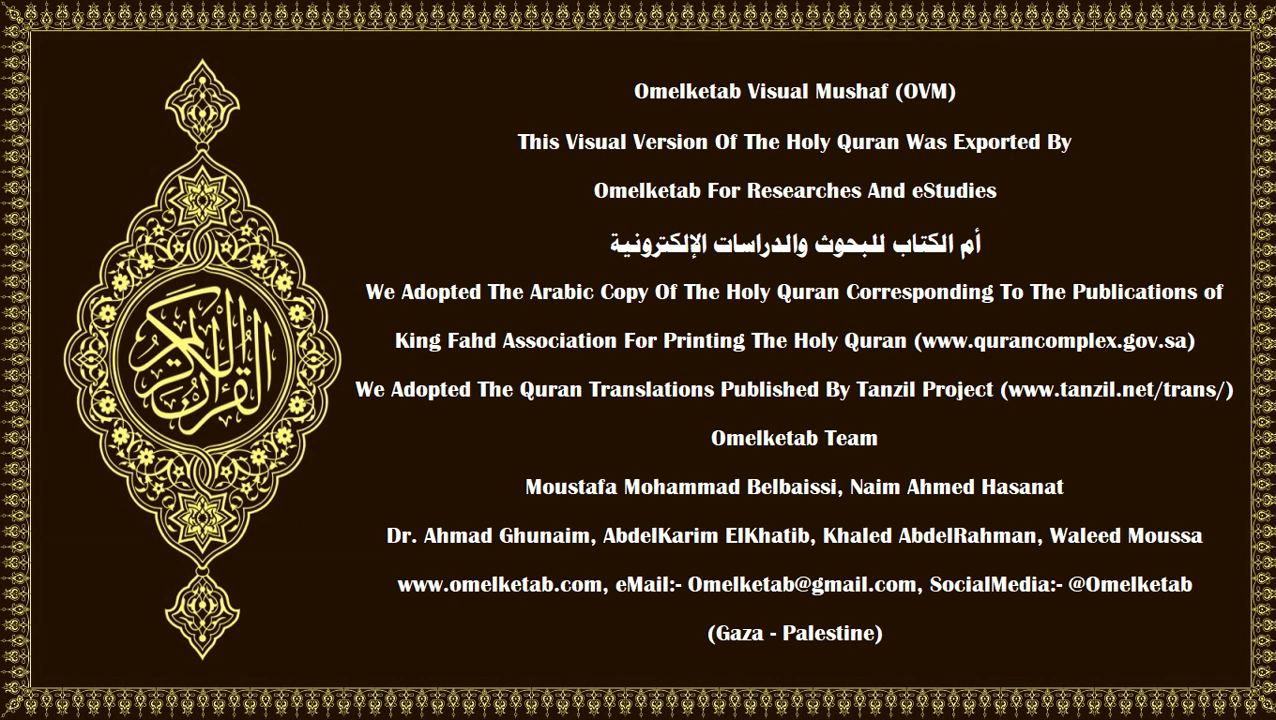 Omelketab Visual Mushaf (OVM)
This Visual Version Of The Holy Quran Was Exported By
Omelketab For Researches And eStudies
أم الكتاب للبحوث والدراسات الإلكترونية
We Adopted The Arabic Copy Of The Holy Quran Corresponding To The Publications of
King Fahd Association For Printing The Holy Quran (www.qurancomplex.gov.sa)
We Adopted The Quran Translations Published By Tanzil Project (www.tanzil.net/trans/)
Omelketab Team
Moustafa Mohammad Belbaissi, Naim Ahmed Hasanat
Dr. Ahmad Ghunaim, AbdelKarim ElKhatib, Khaled AbdelRahman, Waleed Moussa
www.omelketab.com, eMail:- Omelketab@gmail.com, SocialMedia:- @Omelketab
(Gaza - Palestine)
القرآن الكريم